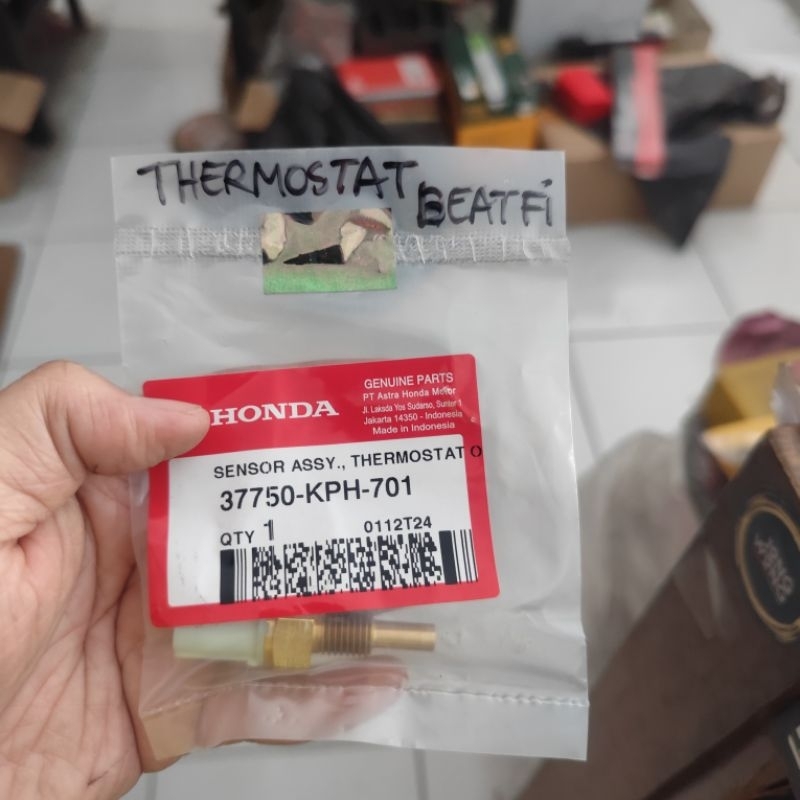 THERMOSTAT BEATFi
HONDA
GENUINE PARTS
PT Astra Honda Motor
Jl. Laksda Yos Sudarso, Sunter 1
Jakarta 14350 - Indonesia
Made in Indonesia
SENSOR ASSY., THERMOSTAT O
37750-KPH-701
QTY 1 0112T24